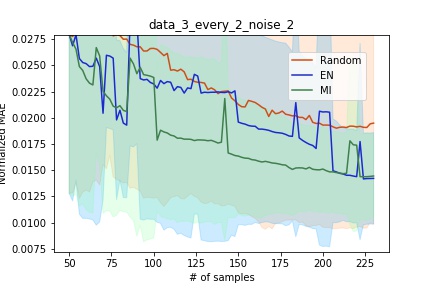 data_3_every_2_noise_2
Normalized MAE
0.0275
0.0250
0.0225
0.0200
0.0175
0.0150
0.0125
0.0100
0.0075
Random
EN
MI
50
75
100
125
150
175
200
225
# of samples